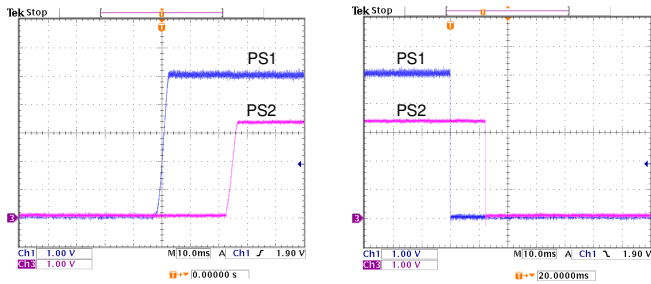 Tek Stop
T
T
PS1
PS2
3
Ch1 1.00 V M 10.0ms A Ch1 1.90 V
Ch3 1.00 V
T 0.00000 s
Tek Stop
T
T
PS1
PS2
3
Ch1 1.00 V M 10.0ms A Ch1 1.90 V
Ch3 1.00 V
T 20.0000ms